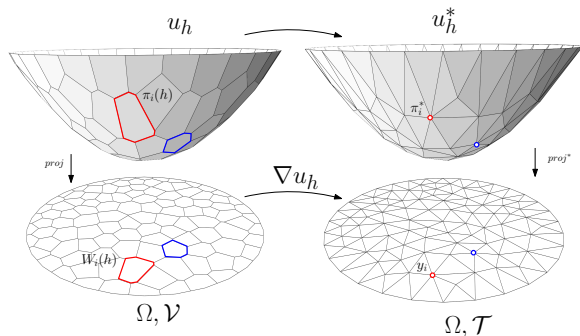 u_h
u_h^*
π_i(h)
π_i^*
proj
proj*
∇u_h
W_i(h)
y_i
Ω, 𝒱
Ω, 𝒯